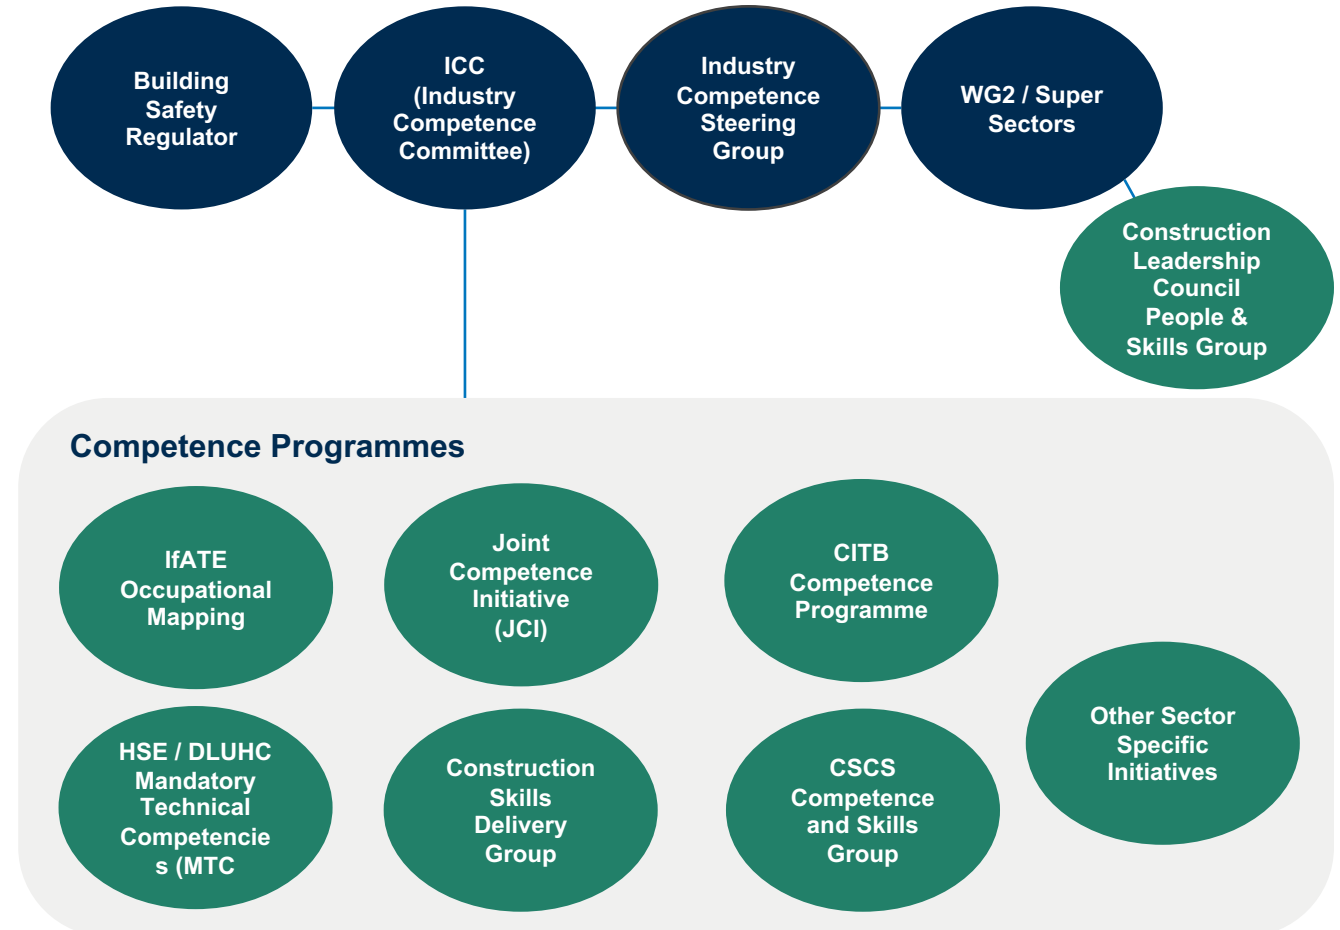 Building
Safety
Regulator
ICC
(Industry
Competence
Committee)
Industry
Competence
Steering
Group
WG2 / Super
Sectors
Construction
Leadership
Council
People &
Skills Group
Competence Programmes
IfATE
Occupational
Mapping
Joint
Competence
Initiative
(JCI)
CITB
Competence
Programme
HSE / DLUHC
Mandatory
Technical
Competencie
s (MTC
Construction
Skills
Delivery
Group
CSCS
Competence
and Skills
Group
Other Sector
Specific
Initiatives